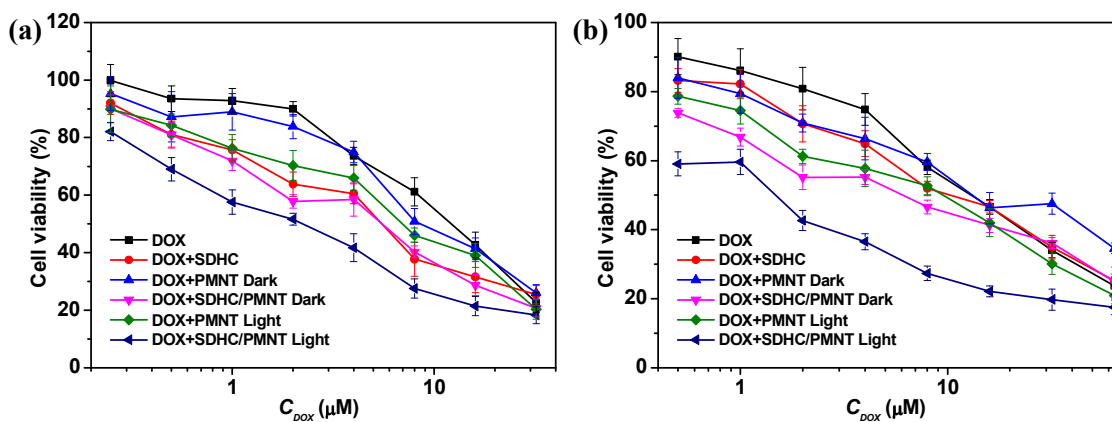 (a)
120
100
80
60
40
20
0
Cell viability (%)
DOX
DOX+SDHC
DOX+PMNT Dark
DOX+SDHC/PMNT Dark
DOX+PMNT Light
DOX+SDHC/PMNT Light
1
10
C_DOX (μM)
(b)
100
80
60
40
20
0
Cell viability (%)
DOX
DOX+SDHC
DOX+PMNT Dark
DOX+SDHC/PMNT Dark
DOX+PMNT Light
DOX+SDHC/PMNT Light
1
10
C_DOX (μM)